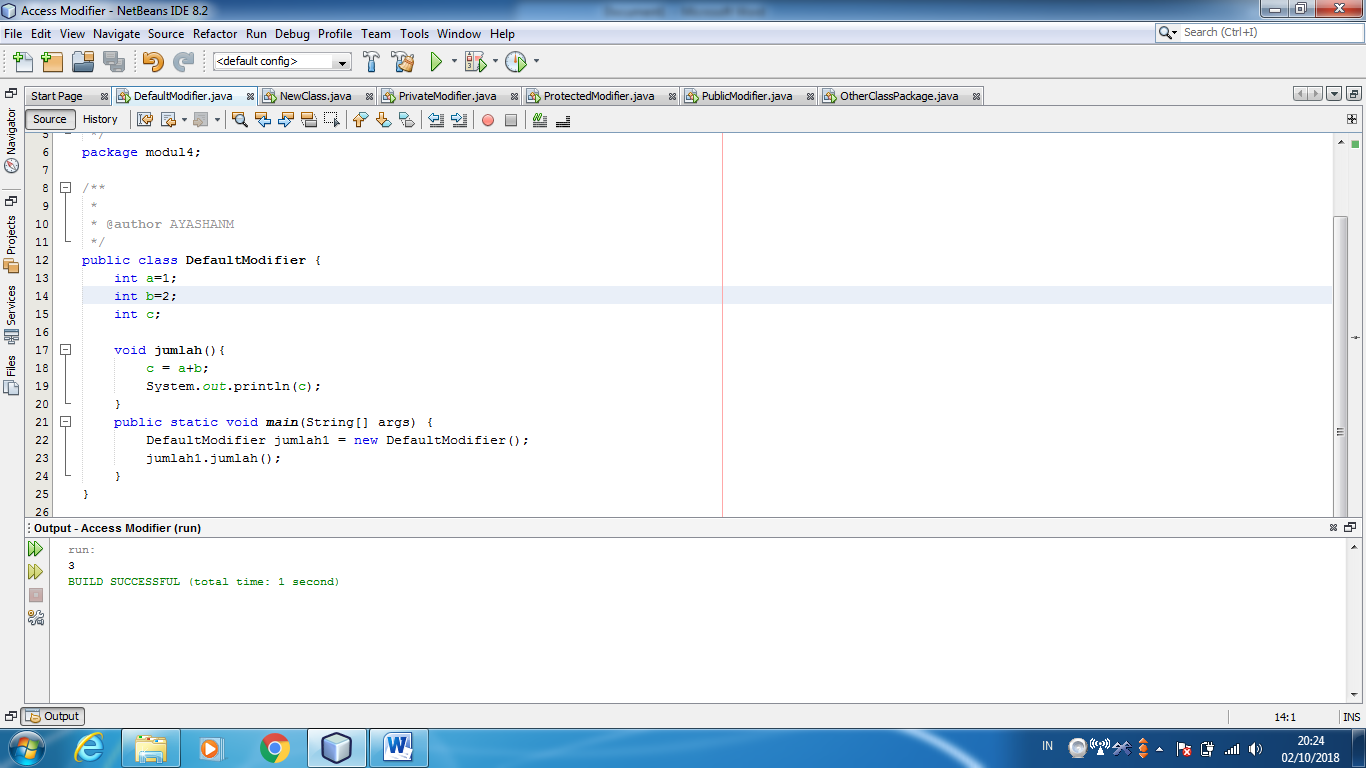 Access Modifier - NetBeans IDE 8.2
File Edit View Navigate Source Refactor Run Debug Profile Team Tools Window Help
Search (Ctrl+I)
<default config>
Start Page DefaultModifier.java NewClass.java PrivateModifier.java ProtectedModifier.java PublicModifier.java OtherClassPackage.java
Source History
Navigator
Projects
Services
Files
5 */
6 package modul4;
7
8 /**
9 *
10 * @author AYASHANM
11 */
12 public class DefaultModifier {
13 int a=1;
14 int b=2;
15 int c;
16
17 void jumlah(){
18 c = a+b;
19 System.out.println(c);
20 }
21 public static void main(String[] args) {
22 DefaultModifier jumlah1 = new DefaultModifier();
23 jumlah1.jumlah();
24 }
25 }
26
Output - Access Modifier (run)
run:
3
BUILD SUCCESSFUL (total time: 1 second)
Output
14:1 INS
IN
20:24
02/10/2018